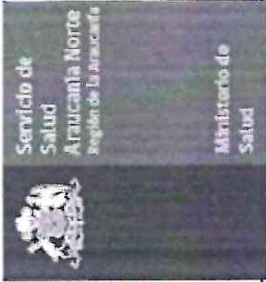 Servicio de
Salud
Araucanía Norte
Región de la Araucanía
Ministerio de
Salud